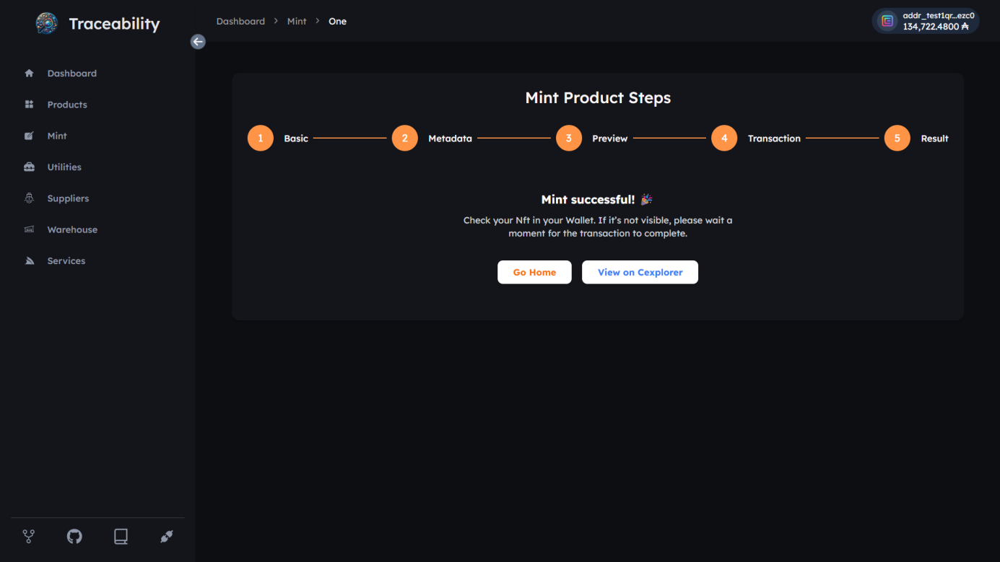 Traceability
Dashboard > Mint > One
addr_test1qr...ezc0
134,722.4800 ₳
Dashboard
Products
Mint
Utilities
Suppliers
Warehouse
Services
Mint Product Steps
1 Basic 2 Metadata 3 Preview 4 Transaction 5 Result
Mint successful! 🎉
Check your Nft in your Wallet. If it’s not visible, please wait a
moment for the transaction to complete.
Go Home View on Cexplorer